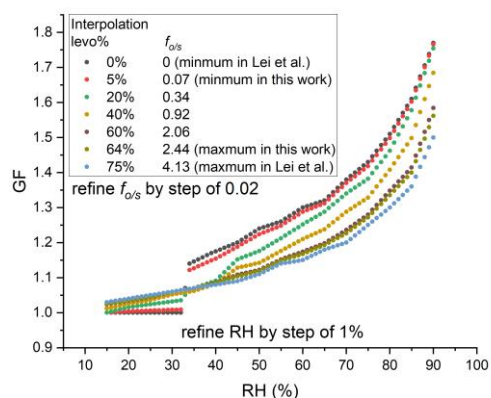 Interpolation
levo% f_{o/s}
0% 0 (minmum in Lei et al.)
5% 0.07 (minmum in this work)
20% 0.34
40% 0.92
60% 2.06
64% 2.44 (maxmum in this work)
75% 4.13 (maxmum in Lei et al.)
refine f_{o/s} by step of 0.02
refine RH by step of 1%
GF
1.8
1.7
1.6
1.5
1.4
1.3
1.2
1.1
1.0
0.9
10 20 30 40 50 60 70 80 90 100
RH (%)